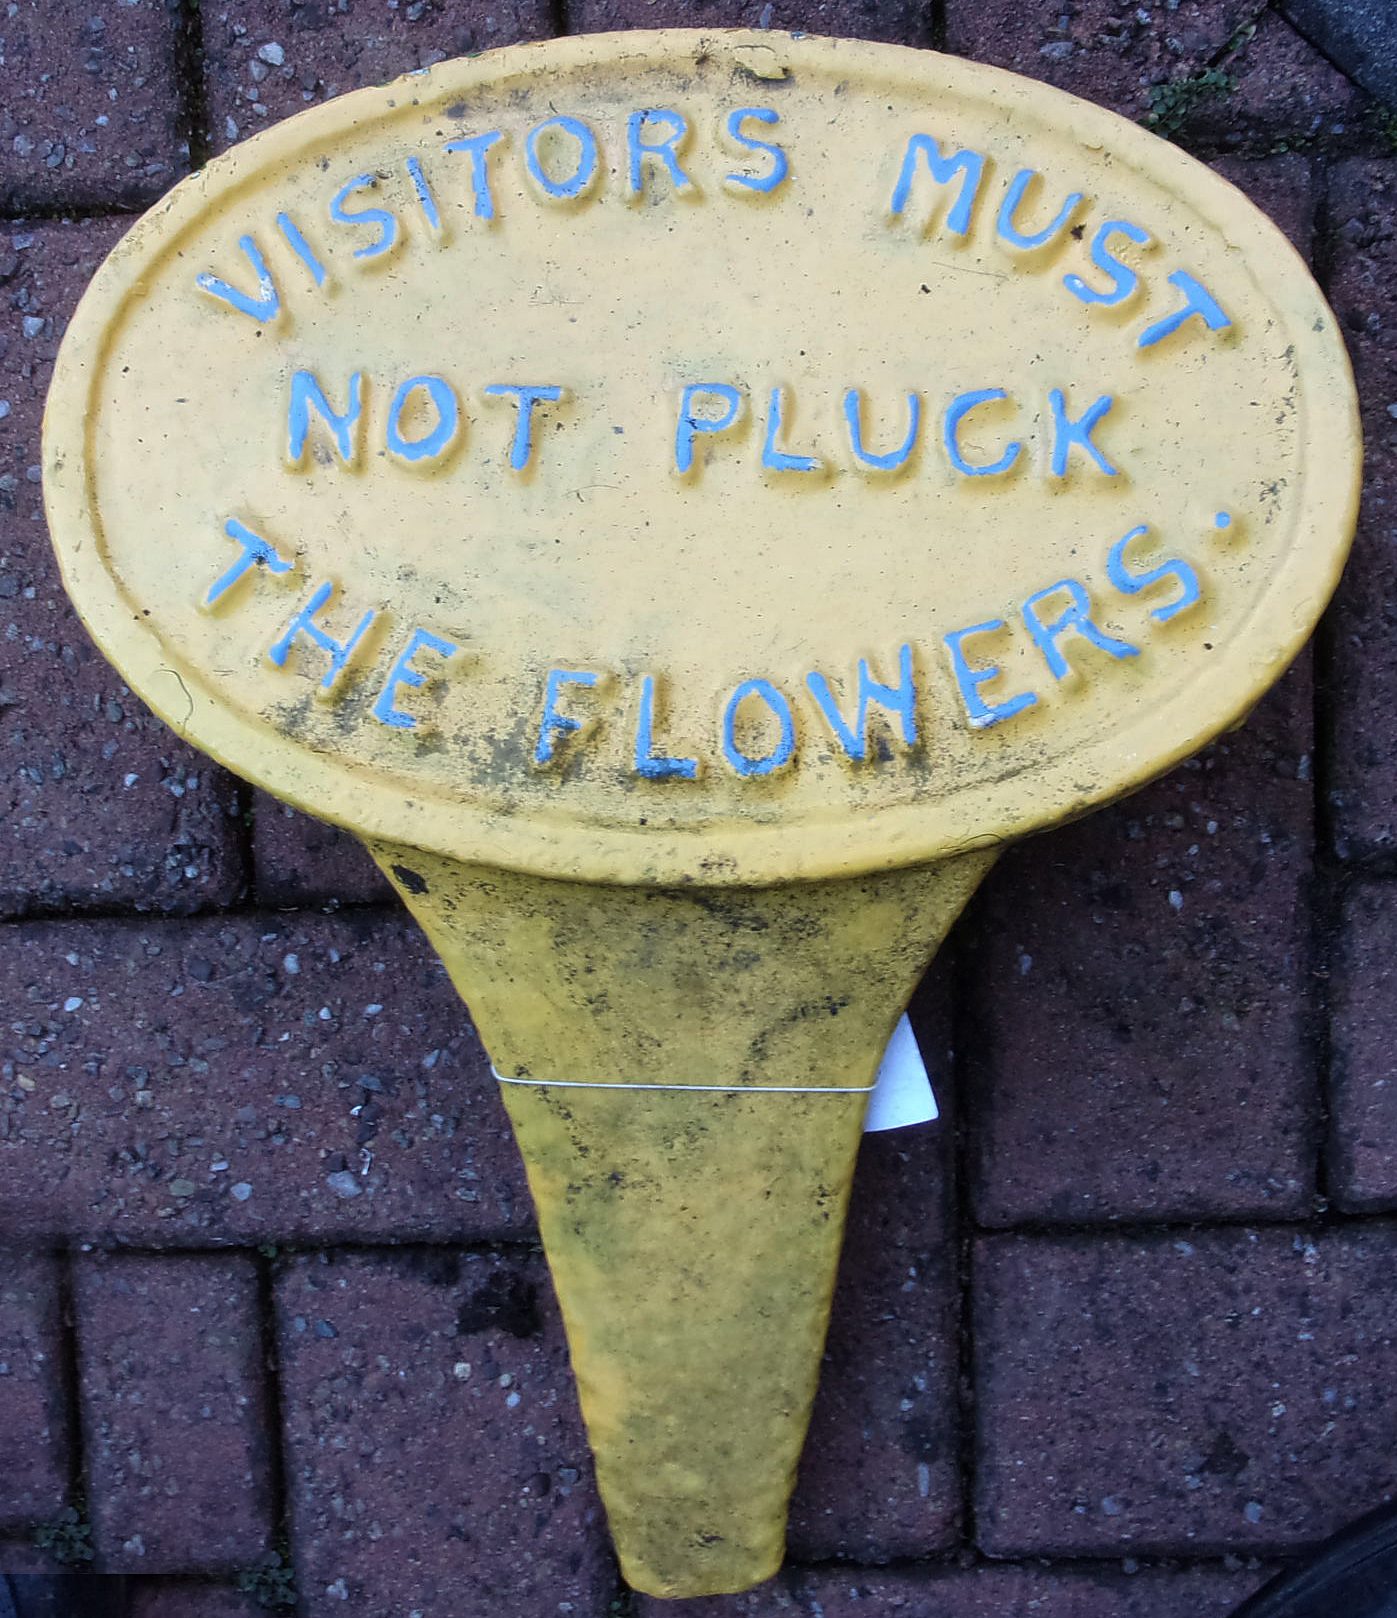 VISITORS MUST
NOT PLUCK
THE FLOWERS.